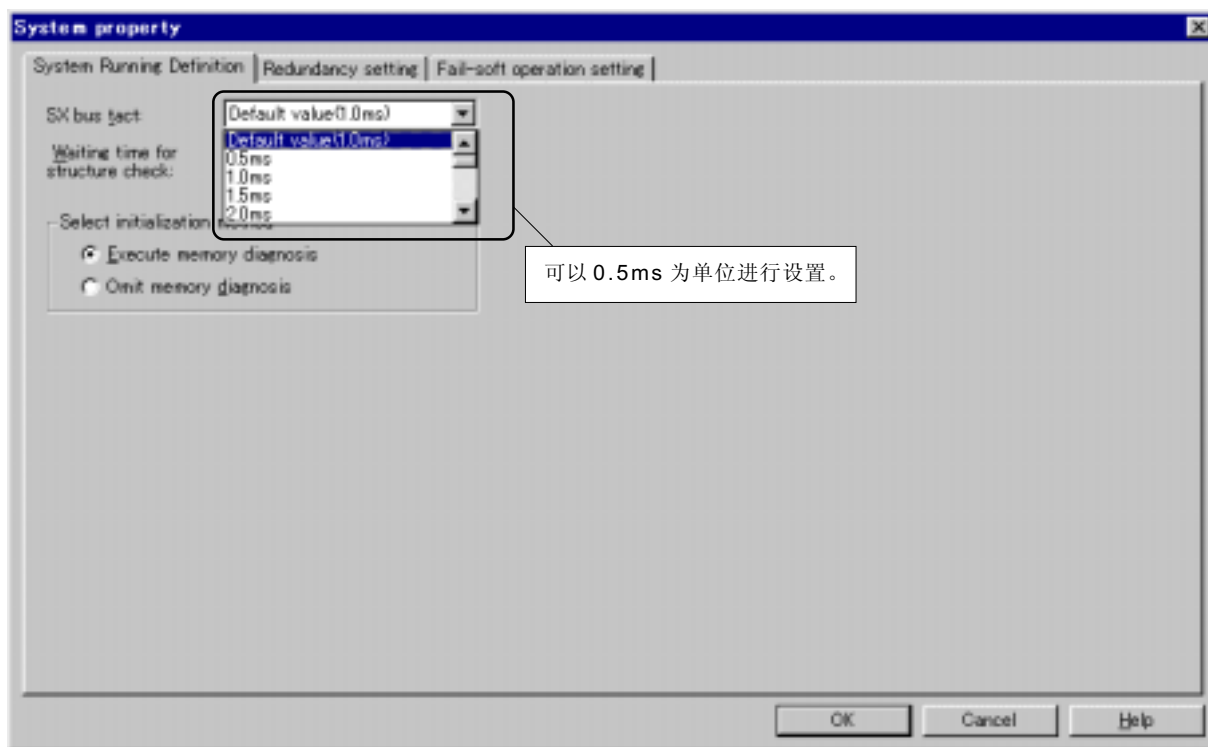 System property
System Running Definition Redundancy setting Fail-soft operation setting
SX bus tact: Default value(1.0ms)
Default value(1.0ms)
Waiting time for
structure check:
0.5ms
1.0ms
1.5ms
2.0ms
Select initialization
Execute memory diagnosis
Omit memory diagnosis
可以 0.5ms 为单位进行设置。
OK Cancel Help